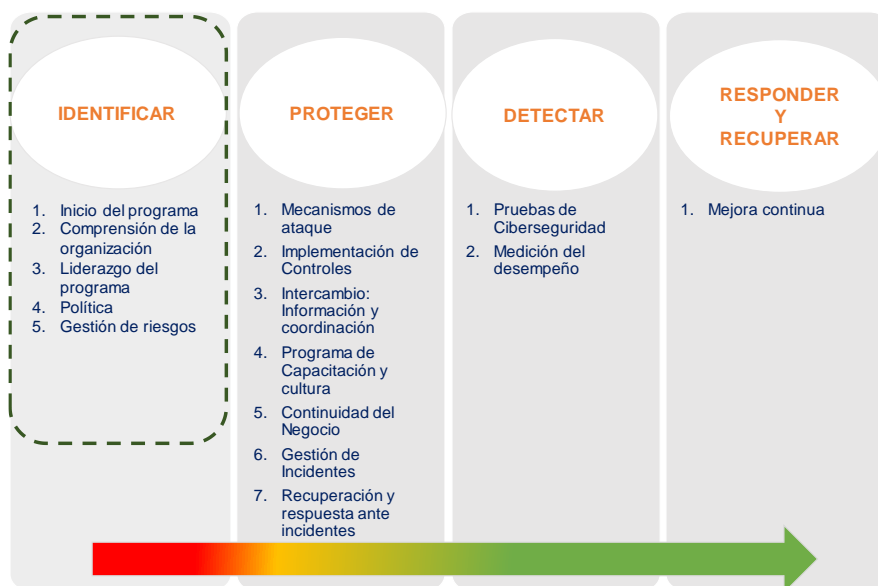 IDENTIFICAR
1. Inicio del programa
2. Comprensión de la
organización
3. Liderazgo del
programa
4. Política
5. Gestión de riesgos
PROTEGER
1. Mecanismos de
ataque
2. Implementación de
Controles
3. Intercambio:
Información y
coordinación
4. Programa de
Capacitación y
cultura
5. Continuidad del
Negocio
6. Gestión de
Incidentes
7. Recuperación y
respuesta ante
incidentes
DETECTAR
1. Pruebas de
Ciberseguridad
2. Medición del
desempeño
RESPONDER
Y
RECUPERAR
1. Mejora continua